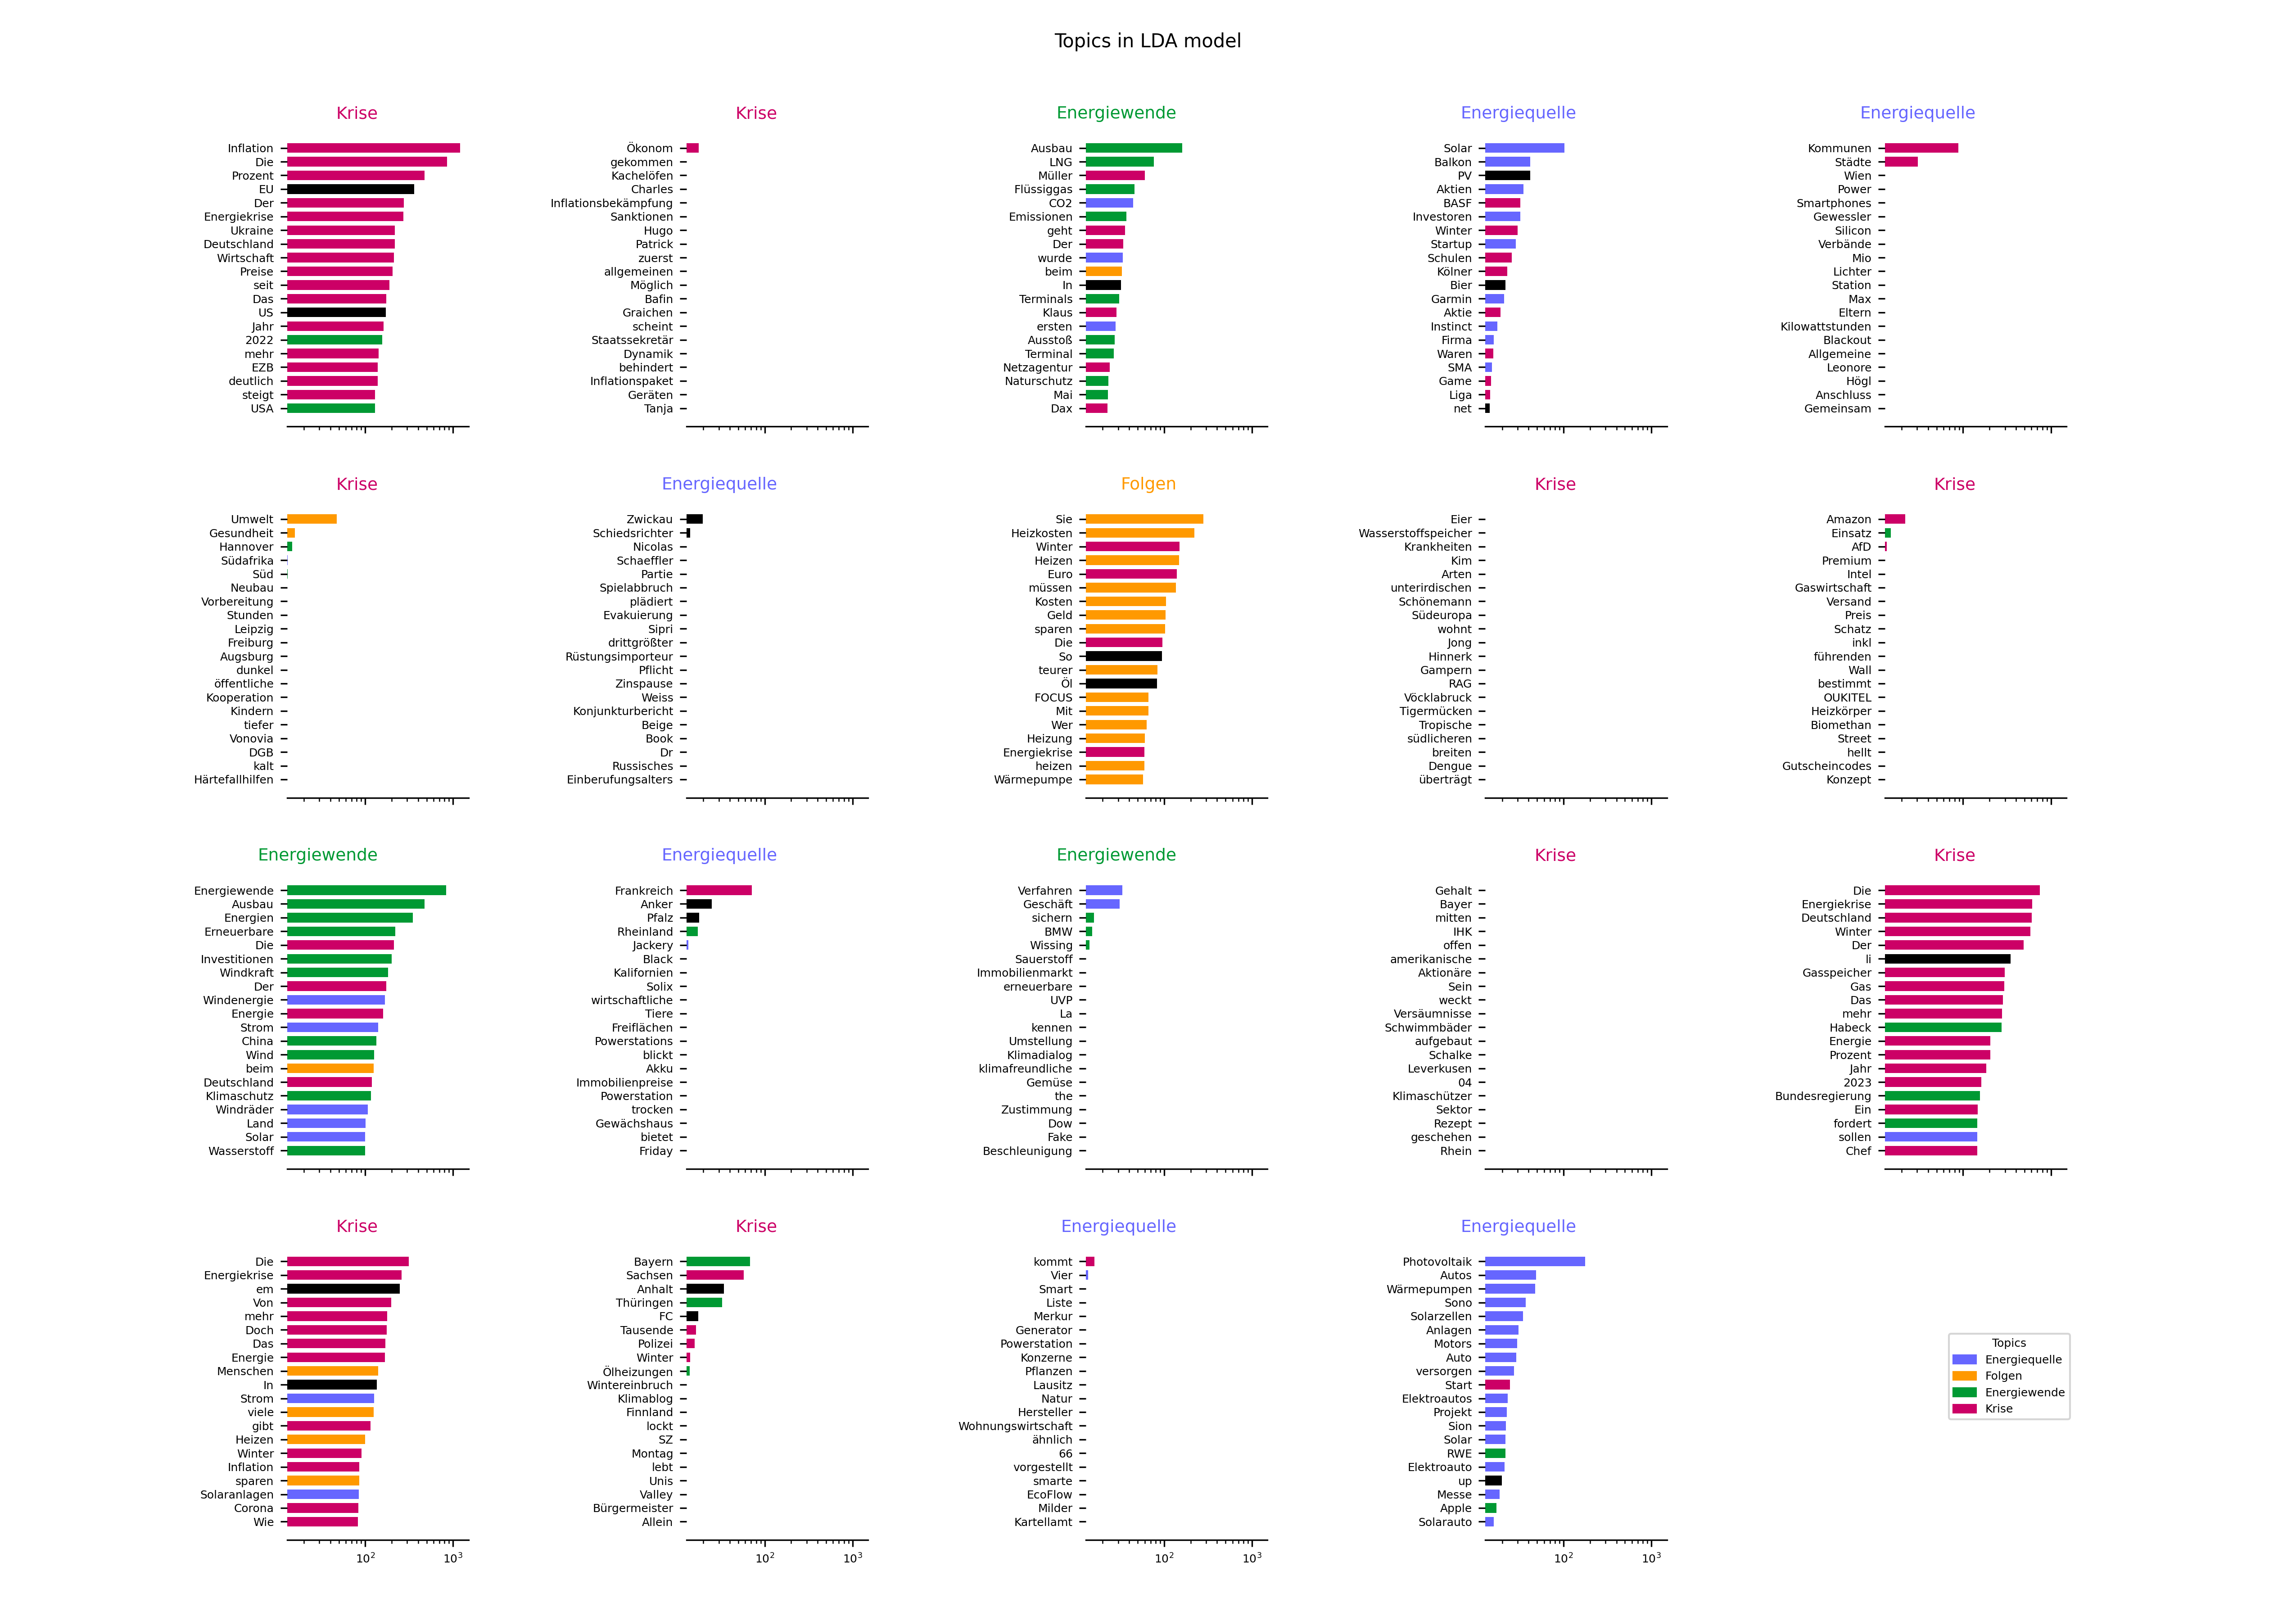 Topics in LDA model
Krise
Inflation
Die
Prozent
EU
Der
Energiekrise
Ukraine
Deutschland
Wirtschaft
Preise
seit
Das
US
Jahr
2022
mehr
EZB
deutlich
steigt
USA
Krise
Ökonom
gekommen
Kachelöfen
Charles
Inflationsbekämpfung
Sanktionen
Hugo
Patrick
zuerst
allgemeinen
Möglich
Bafin
Graichen
scheint
Staatssekretär
Dynamik
behindert
Inflationspaket
Geräten
Tanja
Energiewende
Ausbau
LNG
Müller
Flüssiggas
CO2
Emissionen
geht
Der
wurde
beim
In
Terminals
Klaus
ersten
Ausstoß
Terminal
Netzagentur
Naturschutz
Mai
Dax
Energiequelle
Solar
Balkon
PV
Aktien
BASF
Investoren
Winter
Startup
Schulen
Kölner
Bier
Garmin
Aktie
Instinct
Firma
Waren
SMA
Game
Liga
net
Energiequelle
Kommunen
Städte
Wien
Power
Smartphones
Gewessler
Silicon
Verbände
Mio
Lichter
Station
Max
Eltern
Kilowattstunden
Blackout
Allgemeine
Leonore
Högl
Anschluss
Gemeinsam
Krise
Umwelt
Gesundheit
Hannover
Südafrika
Süd
Neubau
Vorbereitung
Stunden
Leipzig
Freiburg
Augsburg
dunkel
öffentliche
Kooperation
Kindern
tiefer
Vonovia
DGB
kalt
Härtefallhilfen
Energiequelle
Zwickau
Schiedsrichter
Nicolas
Schaeffler
Partie
Spielabbruch
plädiert
Evakuierung
Sipri
drittgrößter
Rüstungsimporteur
Pflicht
Zinspause
Weiss
Konjunkturbericht
Beige
Book
Dr
Russisches
Einberufungsalters
Folgen
Sie
Heizkosten
Winter
Heizen
Euro
müssen
Kosten
Geld
sparen
Die
So
teurer
Öl
FOCUS
Mit
Wer
Heizung
Energiekrise
heizen
Wärmepumpe
Krise
Eier
Wasserstoffspeicher
Krankheiten
Kim
Arten
unterirdischen
Schönemann
Südeuropa
wohnt
Jong
Hinnerk
Gampern
RAG
Vöcklabruck
Tigermücken
Tropische
südlicheren
breiten
Dengue
überträgt
Krise
Amazon
Einsatz
AfD
Premium
Intel
Gaswirtschaft
Versand
Preis
Schatz
inkl
führenden
Wall
bestimmt
OUKITEL
Heizkörper
Biomethan
Street
hellt
Gutscheincodes
Konzept
Energiewende
Energiewende
Ausbau
Energien
Erneuerbare
Die
Investitionen
Windkraft
Der
Windenergie
Energie
Strom
China
Wind
beim
Deutschland
Klimaschutz
Windräder
Land
Solar
Wasserstoff
Energiequelle
Frankreich
Anker
Pfalz
Rheinland
Jackery
Black
Kalifornien
Solix
wirtschaftliche
Tiere
Freiflächen
Powerstations
blickt
Akku
Immobilienpreise
Powerstation
trocken
Gewächshaus
bietet
Friday
Energiewende
Verfahren
Geschäft
sichern
BMW
Wissing
Sauerstoff
Immobilienmarkt
erneuerbare
UVP
La
kennen
Umstellung
Klimadialog
klimafreundliche
Gemüse
the
Zustimmung
Dow
Fake
Beschleunigung
Krise
Gehalt
Bayer
mitten
IHK
offen
amerikanische
Aktionäre
Sein
weckt
Versäumnisse
Schwimmbäder
aufgebaut
Schalke
Leverkusen
04
Klimaschützer
Sektor
Rezept
geschehen
Rhein
Krise
Die
Energiekrise
Deutschland
Winter
Der
li
Gasspeicher
Gas
Das
mehr
Habeck
Energie
Prozent
Jahr
2023
Bundesregierung
Ein
fordert
sollen
Chef
Krise
Die
Energiekrise
em
Von
mehr
Doch
Das
Energie
Menschen
In
Strom
viele
gibt
Heizen
Winter
Inflation
sparen
Solaranlagen
Corona
Wie
10² 10³
Krise
Bayern
Sachsen
Anhalt
Thüringen
FC
Tausende
Polizei
Winter
Ölheizungen
Wintereinbruch
Klimablog
Finnland
lockt
SZ
Montag
lebt
Unis
Valley
Bürgermeister
Allein
10² 10³
Energiequelle
kommt
Vier
Smart
Liste
Merkur
Generator
Powerstation
Konzerne
Pflanzen
Lausitz
Natur
Hersteller
Wohnungswirtschaft
ähnlich
66
vorgestellt
smarte
EcoFlow
Milder
Kartellamt
10² 10³
Energiequelle
Photovoltaik
Autos
Wärmepumpen
Sono
Solarzellen
Anlagen
Motors
Auto
versorgen
Start
Elektroautos
Projekt
Sion
Solar
RWE
Elektroauto
up
Messe
Apple
Solarauto
10² 10³
Topics
Energiequelle
Folgen
Energiewende
Krise